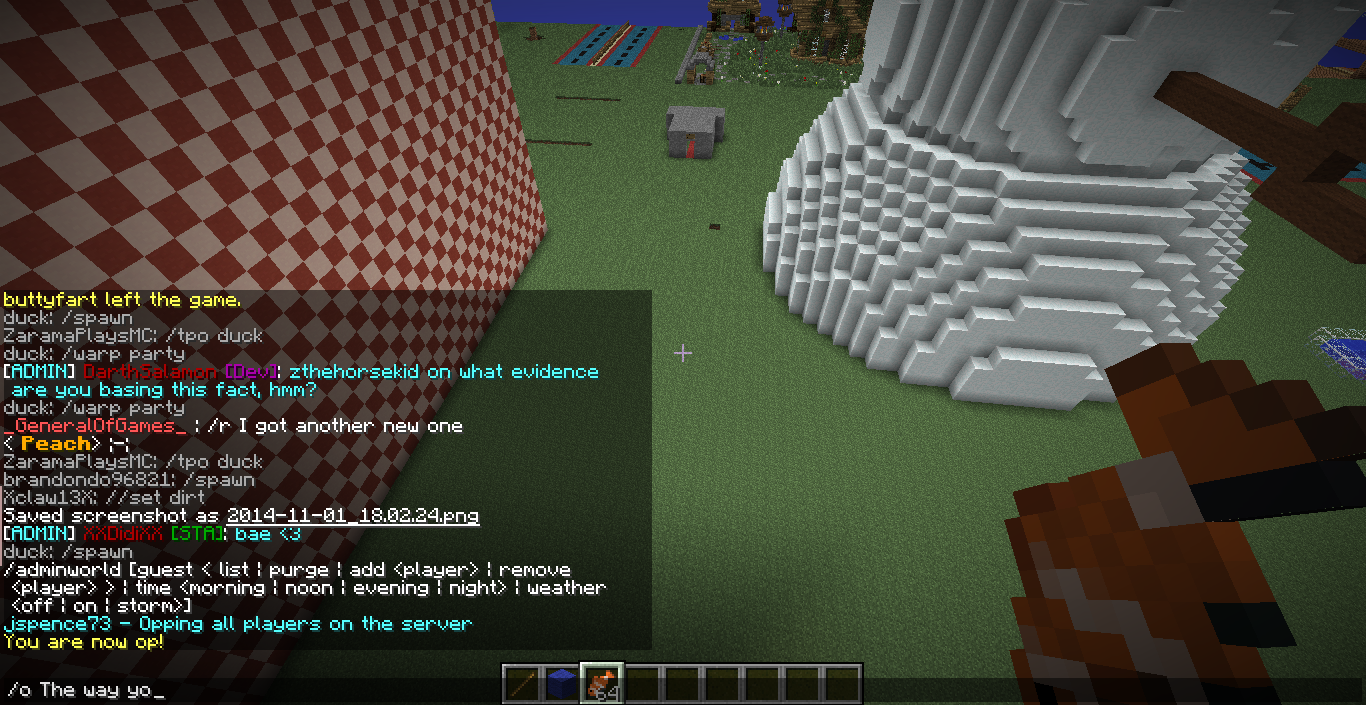 buttyfart left the game.
duck: /spawn
ZaramaPlaysMC: /tpo duck
duck: /warp party
[ADMIN] DarthSalamon [Dev]: zthehorsekid on what evidence
are you basing this fact, hmm?
duck: /warp party
_GeneralOfGames_ : /r I got another new one
< Peach> ;-;
ZaramaPlaysMC: /tpo duck
brandondo96821: /spawn
Xclaw13X: //set dirt
Saved screenshot as 2014-11-01_18.02.24.png
[ADMIN] XXDidiXX [STA]: bae <3
duck: /spawn
/adminworld [guest < list | purge | add <player> | remove
<player> > | time <morning | noon | evening | night> | weather
<off | on | storm>]
jspence73 - Opping all players on the server
You are now op!
/o The way yo_
64